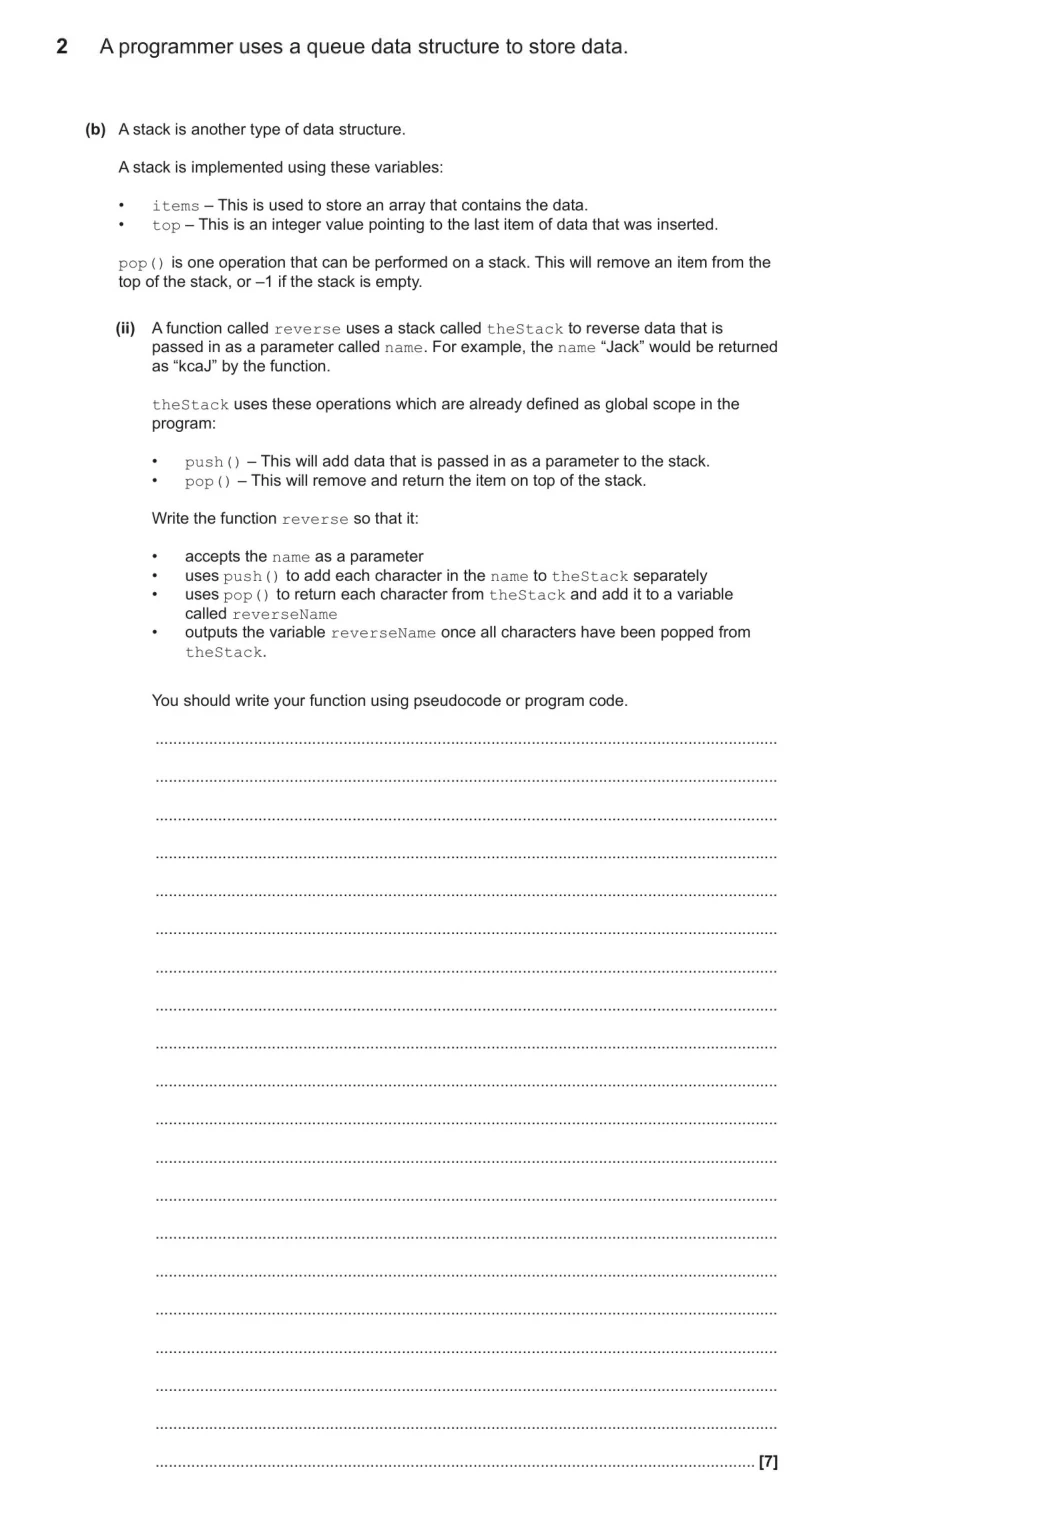 2 A programmer uses a queue data structure to store data.
(b) A stack is another type of data structure.
A stack is implemented using these variables:
• items – This is used to store an array that contains the data.
• top – This is an integer value pointing to the last item of data that was inserted.
pop() is one operation that can be performed on a stack. This will remove an item from the
top of the stack, or –1 if the stack is empty.
(ii) A function called reverse uses a stack called theStack to reverse data that is
passed in as a parameter called name. For example, the name “Jack” would be returned
as “kcaJ” by the function.
theStack uses these operations which are already defined as global scope in the
program:
• push() – This will add data that is passed in as a parameter to the stack.
• pop() – This will remove and return the item on top of the stack.
Write the function reverse so that it:
• accepts the name as a parameter
• uses push() to add each character in the name to theStack separately
• uses pop() to return each character from theStack and add it to a variable
called reverseName
• outputs the variable reverseName once all characters have been popped from
theStack.
You should write your function using pseudocode or program code.
[7]